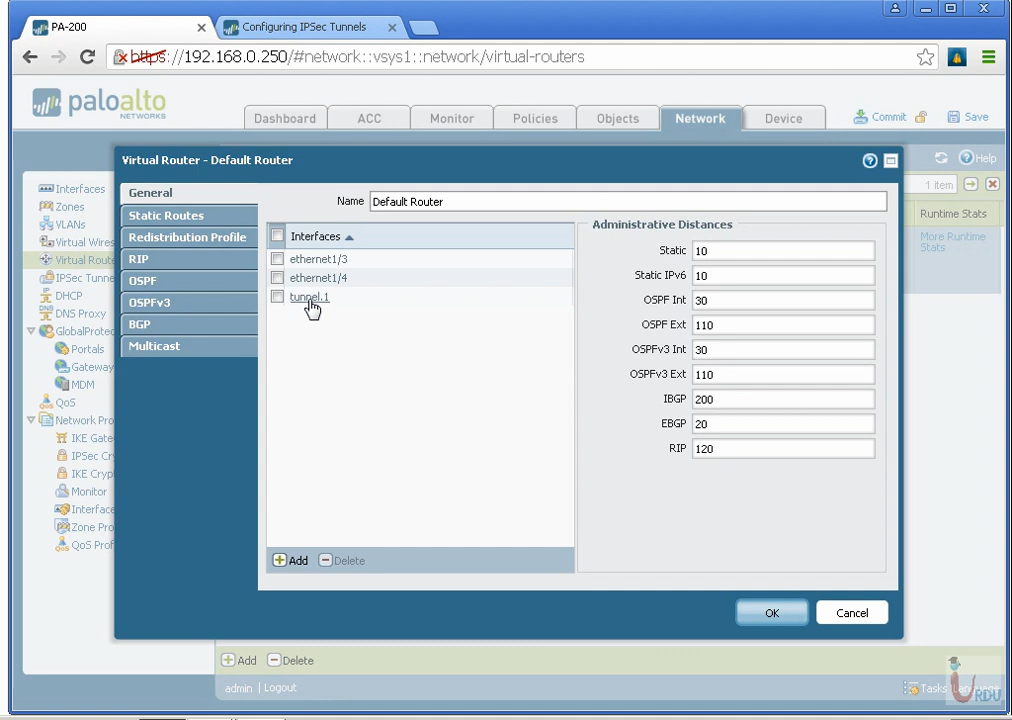 PA-200
Configuring IPSec Tunnels
https://192.168.0.250/#network::vsys1::network/virtual-routers
paloalto
NETWORKS
Dashboard
ACC
Monitor
Policies
Objects
Network
Device
Commit
Save
Help
Interfaces
Zones
VLANs
Virtual Wires
Virtual Route
IPSec Tunne
DHCP
DNS Proxy
GlobalProtec
Portals
Gateway
MDM
QoS
Network Pro
IKE Gate
IPSec Cr
IKE Cryp
Monitor
Interface
Zone Pro
QoS Prof
1 item
Runtime Stats
More Runtime
Stats
Virtual Router - Default Router
General
Static Routes
Redistribution Profile
RIP
OSPF
OSPFv3
BGP
Multicast
Name Default Router
Interfaces
ethernet1/3
ethernet1/4
tunnel.1
Add Delete
Administrative Distances
Static 10
Static IPv6 10
OSPF Int 30
OSPF Ext 110
OSPFv3 Int 30
OSPFv3 Ext 110
IBGP 200
EBGP 20
RIP 120
OK Cancel
Add Delete
admin | Logout
Tasks
URDU